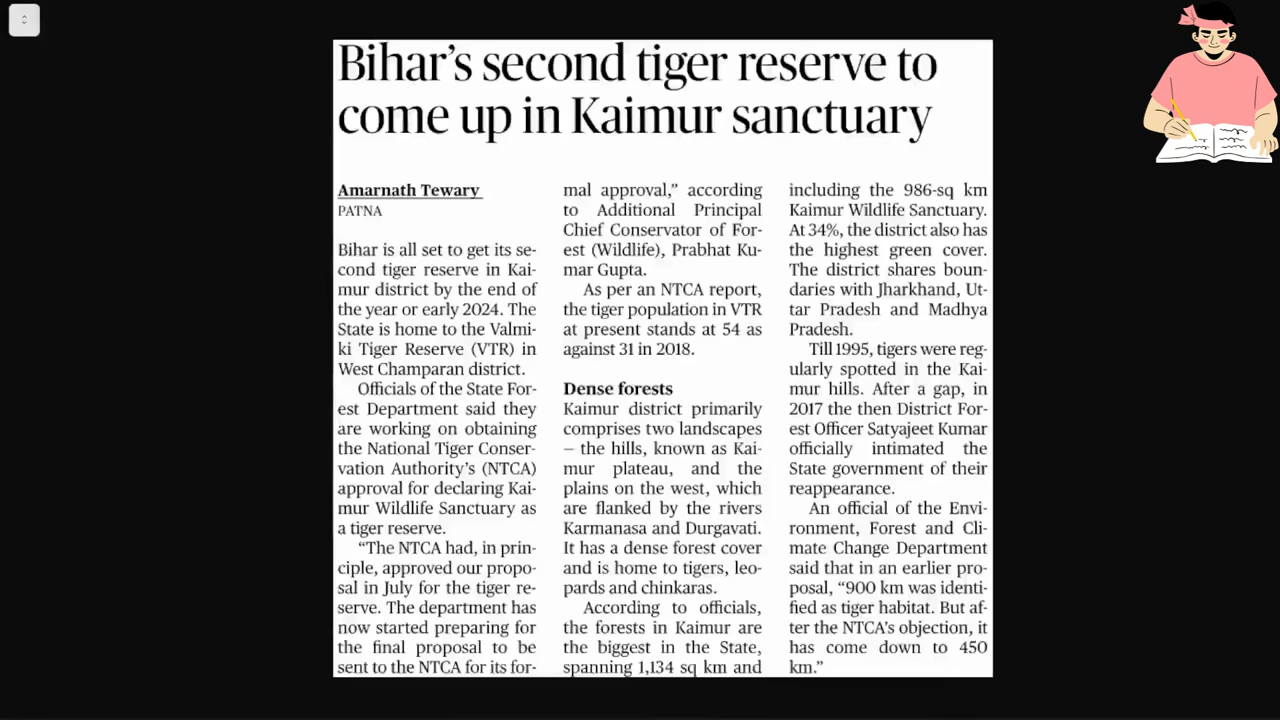 Bihar’s second tiger reserve to
come up in Kaimur sanctuary
Amarnath Tewary
PATNA
Bihar is all set to get its se-
cond tiger reserve in Kai-
mur district by the end of
the year or early 2024. The
State is home to the Valmi-
ki Tiger Reserve (VTR) in
West Champaran district.
Officials of the State For-
est Department said they
are working on obtaining
the National Tiger Conser-
vation Authority’s (NTCA)
approval for declaring Kai-
mur Wildlife Sanctuary as
a tiger reserve.
“The NTCA had, in prin-
ciple, approved our propo-
sal in July for the tiger re-
serve. The department has
now started preparing for
the final proposal to be
sent to the NTCA for its for-
mal approval,” according
to Additional Principal
Chief Conservator of For-
est (Wildlife), Prabhat Ku-
mar Gupta.
As per an NTCA report,
the tiger population in VTR
at present stands at 54 as
against 31 in 2018.
Dense forests
Kaimur district primarily
comprises two landscapes
– the hills, known as Kai-
mur plateau, and the
plains on the west, which
are flanked by the rivers
Karmanasa and Durgavati.
It has a dense forest cover
and is home to tigers, leo-
pards and chinkaras.
According to officials,
the forests in Kaimur are
the biggest in the State,
spanning 1,134 sq km and
including the 986-sq km
Kaimur Wildlife Sanctuary.
At 34%, the district also has
the highest green cover.
The district shares boun-
daries with Jharkhand, Ut-
tar Pradesh and Madhya
Pradesh.
Till 1995, tigers were reg-
ularly spotted in the Kai-
mur hills. After a gap, in
2017 the then District For-
est Officer Satyajeet Kumar
officially intimated the
State government of their
reappearance.
An official of the Envi-
ronment, Forest and Cli-
mate Change Department
said that in an earlier pro-
posal, “900 km was identi-
fied as tiger habitat. But af-
ter the NTCA’s objection, it
has come down to 450
km.”